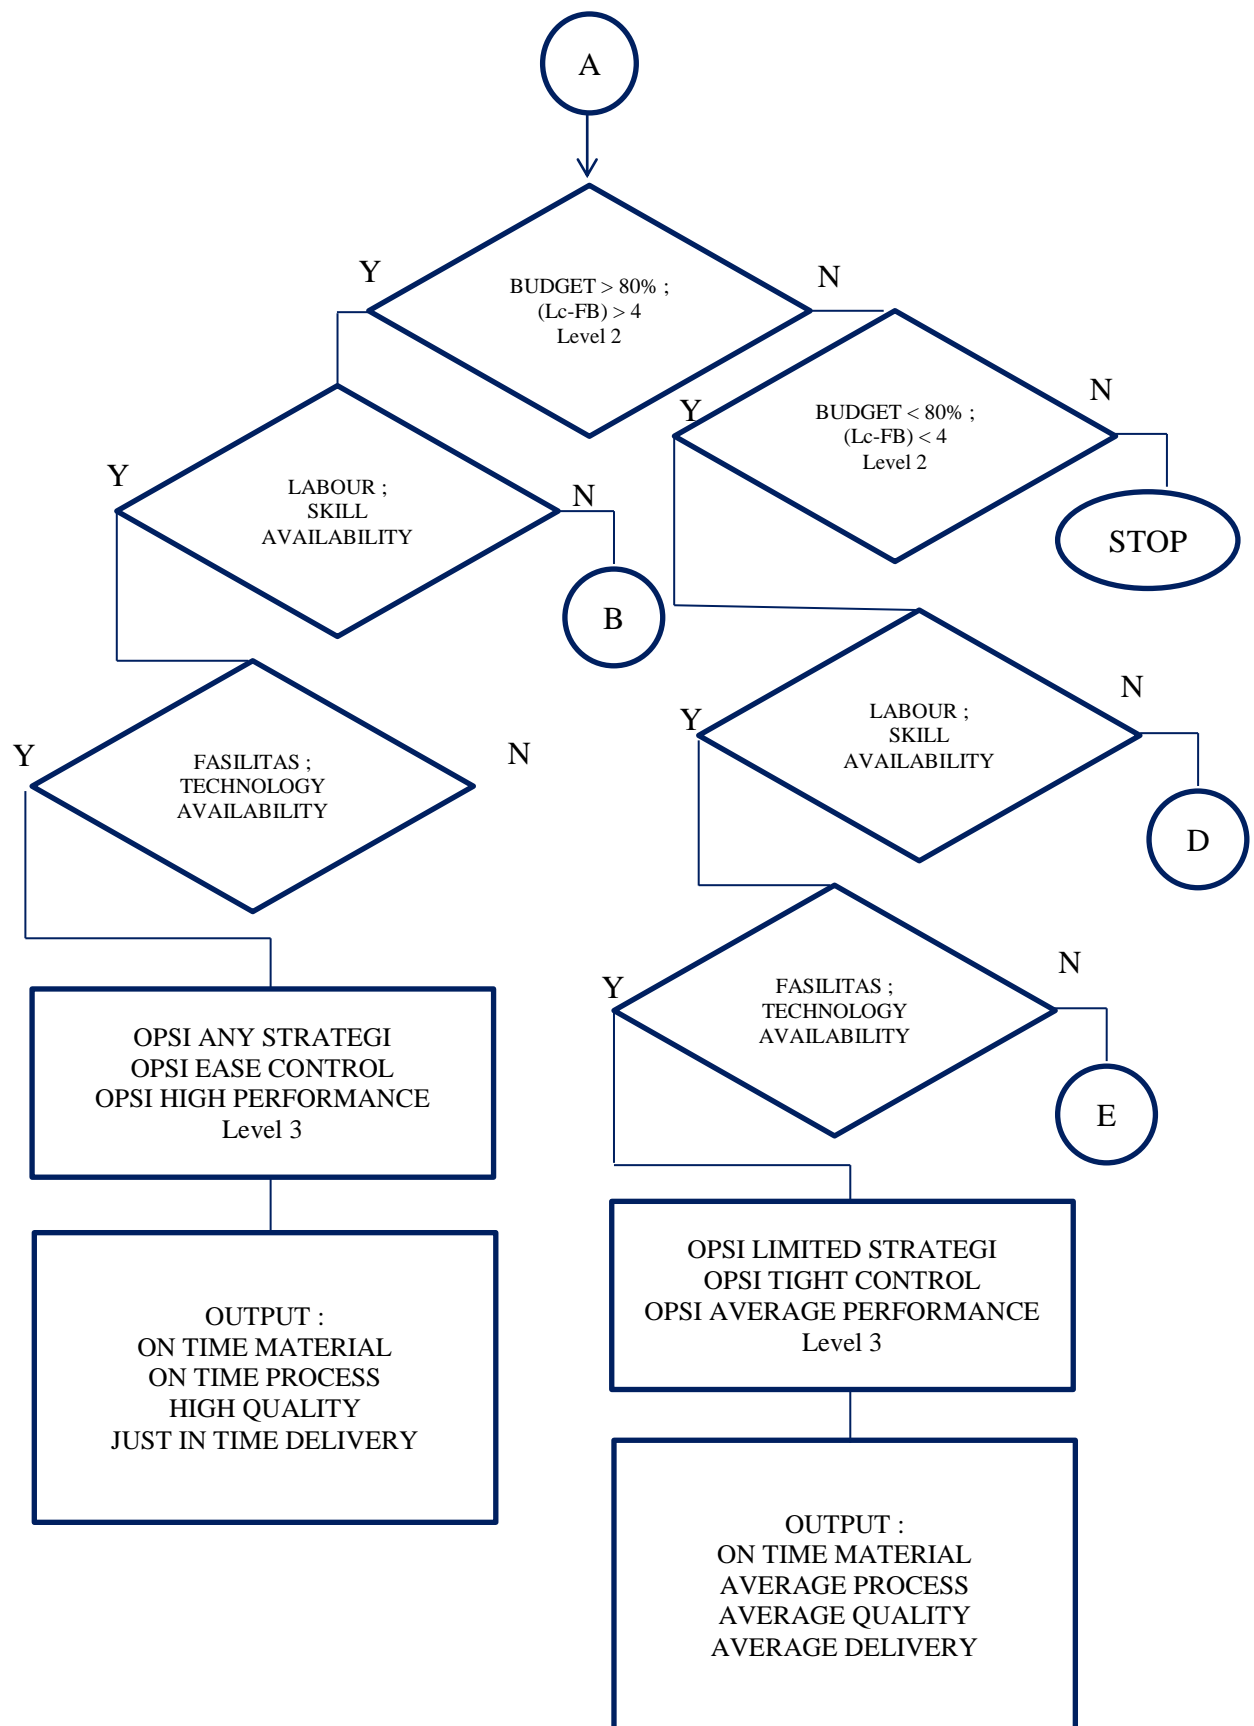 A
Y
N
BUDGET > 80% ;
(Lc-FB) > 4
Level 2
Y
N
BUDGET < 80% ;
(Lc-FB) < 4
Level 2
Y
N
LABOUR ;
SKILL
AVAILABILITY
STOP
B
Y
N
LABOUR ;
SKILL
AVAILABILITY
Y
N
FASILITAS ;
TECHNOLOGY
AVAILABILITY
D
Y
N
FASILITAS ;
TECHNOLOGY
AVAILABILITY
E
OPSI ANY STRATEGI
OPSI EASE CONTROL
OPSI HIGH PERFORMANCE
Level 3
OPSI LIMITED STRATEGI
OPSI TIGHT CONTROL
OPSI AVERAGE PERFORMANCE
Level 3
OUTPUT :
ON TIME MATERIAL
ON TIME PROCESS
HIGH QUALITY
JUST IN TIME DELIVERY
OUTPUT :
ON TIME MATERIAL
AVERAGE PROCESS
AVERAGE QUALITY
AVERAGE DELIVERY